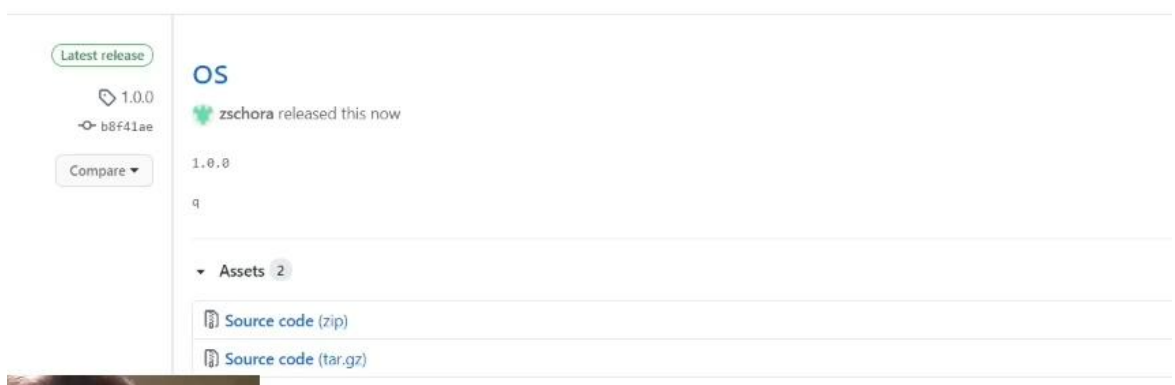 Latest release
1.0.0
b8f41ae
Compare
OS
zschora released this now
1.0.0
q
Assets 2
Source code (zip)
Source code (tar.gz)